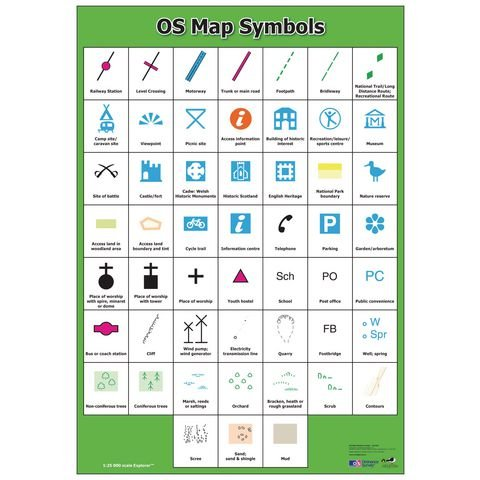 OS Map Symbols
Railway Station
Level Crossing
Motorway
Trunk or main road
Footpath
Bridleway
National Trail/Long
Distance Route;
Recreational Route
Camp site/
caravan site
Viewpoint
Picnic site
i
Access information
point
Building of historic
interest
Recreation/leisure/
sports centre
M
Museum
Site of battle
Castle/fort
Cadw: Welsh
Historic Monuments
Historic Scotland
English Heritage
National Park
boundary
Nature reserve
Access land in
woodland area
Access land
boundary and tint
Cycle trail
i
Information centre
Telephone
P
Parking
Garden/arboretum
Place of worship
with spire, minaret
or dome
Place of worship
with tower
Place of worship
Youth hostel
Sch
School
PO
Post office
PC
Public convenience
Bus or coach station
Cliff
Wind pump;
wind generator
Electricity
transmission line
Quarry
FB
Footbridge
W
Spr
Well; spring
Non-coniferous trees
Coniferous trees
Marsh, reeds
or saltings
Orchard
Bracken, heath or
rough grassland
Scrub
Contours
Scree
Sand;
sand & shingle
Mud
1:25 000 scale Explorer™